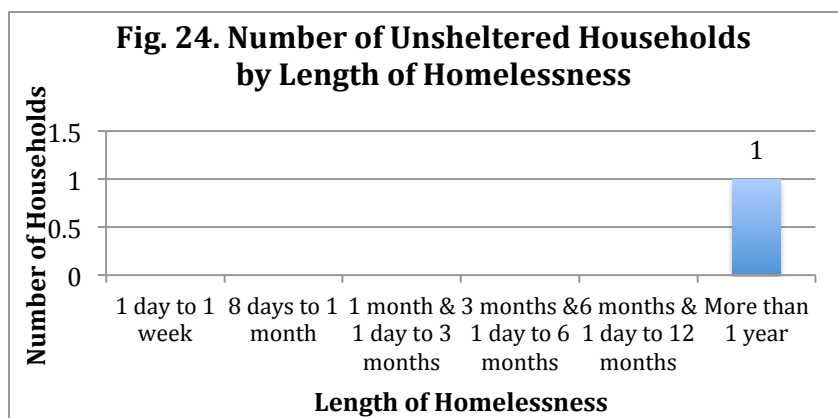 Fig. 24. Number of Unsheltered Households
by Length of Homelessness
Number of Households
1.5
1
0.5
0
1
1 day to 1
week
8 days to 1
month
1 month &
1 day to 3
months
3 months &
1 day to 6
months
6 months &
1 day to 12
months
More than
1 year
Length of Homelessness